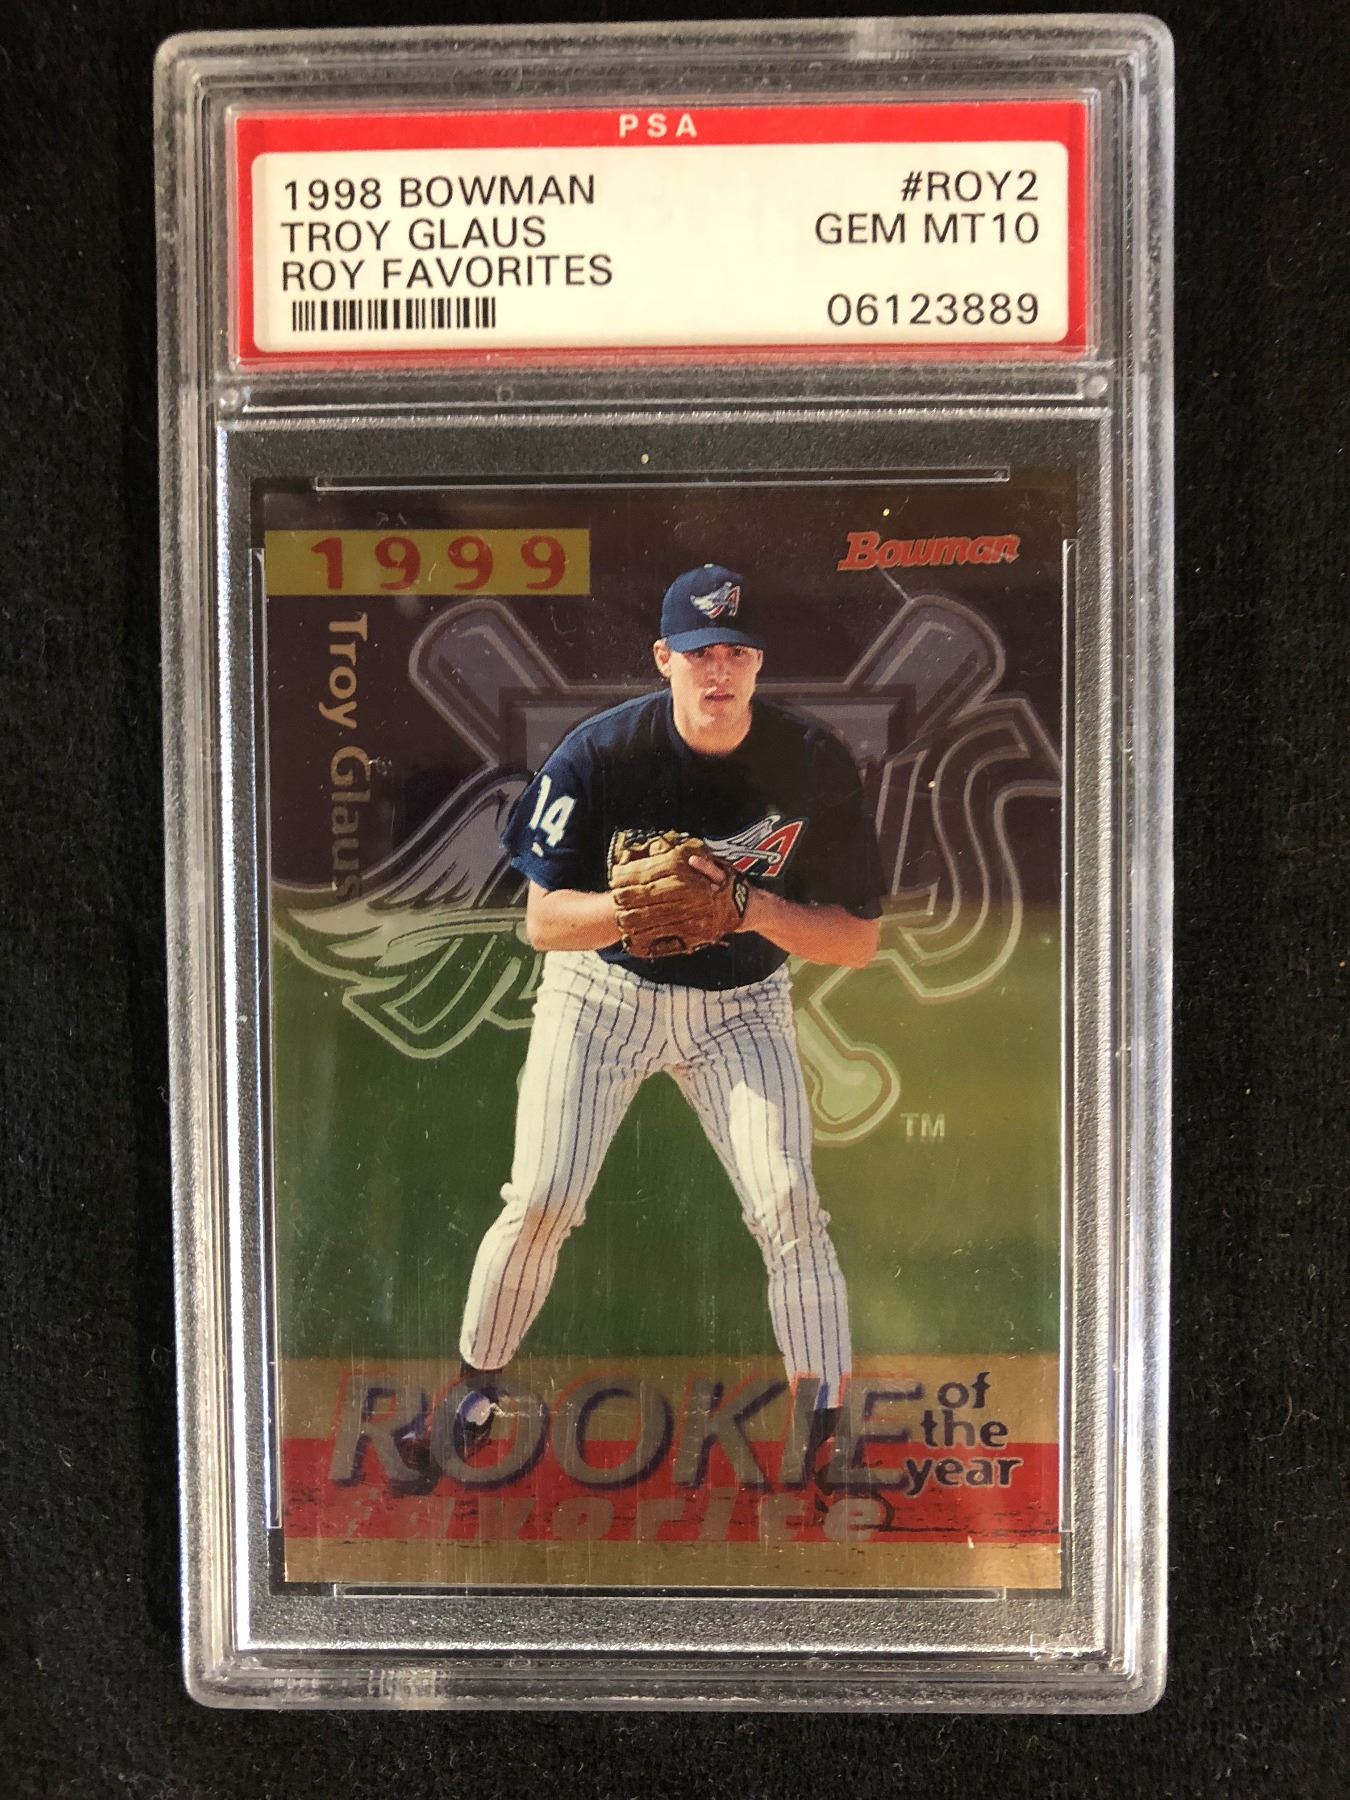 PSA
1998 BOWMAN #ROY2
TROY GLAUS GEM MT10
ROY FAVORITES
06123889
1999
Bowman
Troy Glaus
A
14
A
TM
ROOKIE of the year
favorite